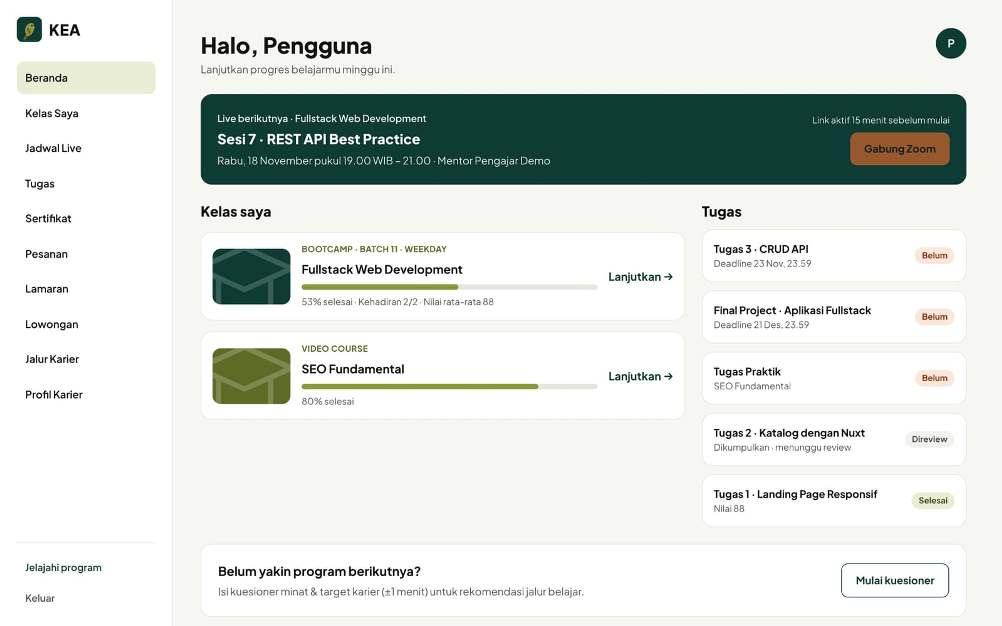 KEA
Beranda
Kelas Saya
Jadwal Live
Tugas
Sertifikat
Pesanan
Lamaran
Lowongan
Jalur Karier
Profil Karier
Jelajahi program
Keluar
Halo, Pengguna
Lanjutkan progres belajarmu minggu ini.
P
Live berikutnya · Fullstack Web Development
Sesi 7 · REST API Best Practice
Rabu, 18 November pukul 19.00 WIB – 21.00 · Mentor Pengajar Demo
Link aktif 15 menit sebelum mulai
Gabung Zoom
Kelas saya
BOOTCAMP · BATCH 11 · WEEKDAY
Fullstack Web Development
53% selesai · Kehadiran 2/2 · Nilai rata-rata 88
Lanjutkan →
VIDEO COURSE
SEO Fundamental
80% selesai
Lanjutkan →
Tugas
Tugas 3 · CRUD API
Deadline 23 Nov, 23.59
Belum
Final Project · Aplikasi Fullstack
Deadline 21 Des, 23.59
Belum
Tugas Praktik
SEO Fundamental
Belum
Tugas 2 · Katalog dengan Nuxt
Dikumpulkan · menunggu review
Direview
Tugas 1 · Landing Page Responsif
Nilai 88
Selesai
Belum yakin program berikutnya?
Isi kuesioner minat & target karier (±1 menit) untuk rekomendasi jalur belajar.
Mulai kuesioner